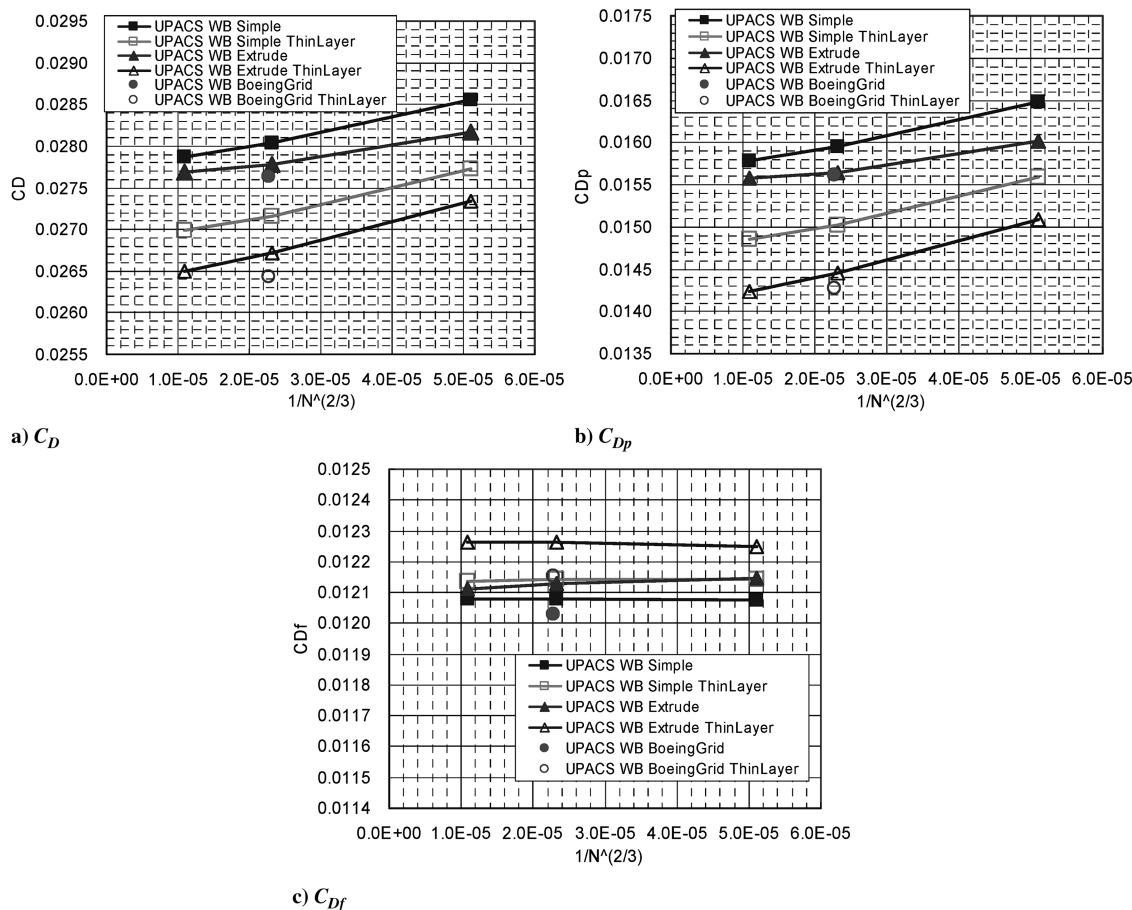 UPACS WB Simple
UPACS WB Simple ThinLayer
UPACS WB Extrude
UPACS WB Extrude ThinLayer
UPACS WB BoeingGrid
UPACS WB BoeingGrid ThinLayer
CD
0.0295
0.0290
0.0285
0.0280
0.0275
0.0270
0.0265
0.0260
0.0255
0.0E+00 1.0E-05 2.0E-05 3.0E-05 4.0E-05 5.0E-05 6.0E-05
1/N^(2/3)
a) C_D
UPACS WB Simple
UPACS WB Simple ThinLayer
UPACS WB Extrude
UPACS WB Extrude ThinLayer
UPACS WB BoeingGrid
UPACS WB BoeingGrid ThinLayer
CDp
0.0175
0.0170
0.0165
0.0160
0.0155
0.0150
0.0145
0.0140
0.0135
0.0E+00 1.0E-05 2.0E-05 3.0E-05 4.0E-05 5.0E-05 6.0E-05
1/N^(2/3)
b) C_Dp
CDf
0.0125
0.0124
0.0123
0.0122
0.0121
0.0120
0.0119
0.0118
0.0117
0.0116
0.0115
0.0114
UPACS WB Simple
UPACS WB Simple ThinLayer
UPACS WB Extrude
UPACS WB Extrude ThinLayer
UPACS WB BoeingGrid
UPACS WB BoeingGrid ThinLayer
0.0E+00 1.0E-05 2.0E-05 3.0E-05 4.0E-05 5.0E-05 6.0E-05
1/N^(2/3)
c) C_Df